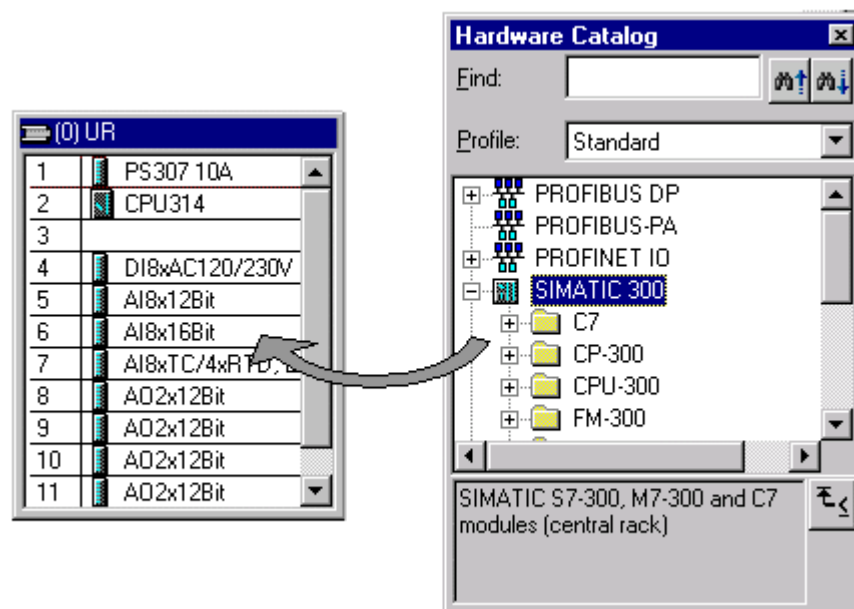 (0) UR
1 PS307 10A
2 CPU314
3
4 DI8xAC120/230V
5 AI8x12Bit
6 AI8x16Bit
7 AI8xTC/4xRTD,
8 AO2x12Bit
9 AO2x12Bit
10 AO2x12Bit
11 AO2x12Bit
Hardware Catalog
Find:
Profile: Standard
PROFIBUS DP
PROFIBUS-PA
PROFINET IO
SIMATIC 300
C7
CP-300
CPU-300
FM-300
SIMATIC S7-300, M7-300 and C7
modules (central rack)